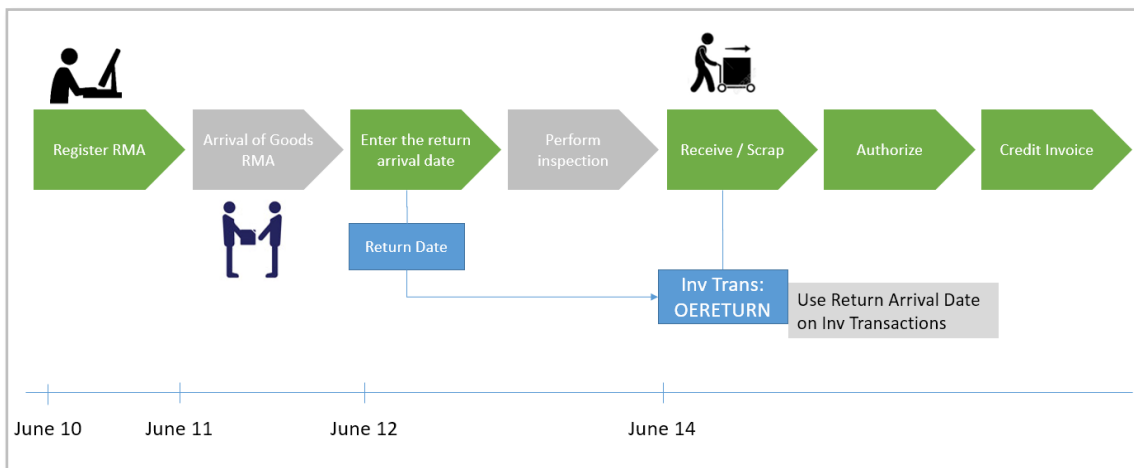 Register RMA
Arrival of Goods
RMA
Enter the return
arrival date
Perform
inspection
Receive / Scrap
Authorize
Credit Invoice
Return Date
Inv Trans:
OERETURN
Use Return Arrival Date
on Inv Transactions
June 10
June 11
June 12
June 14